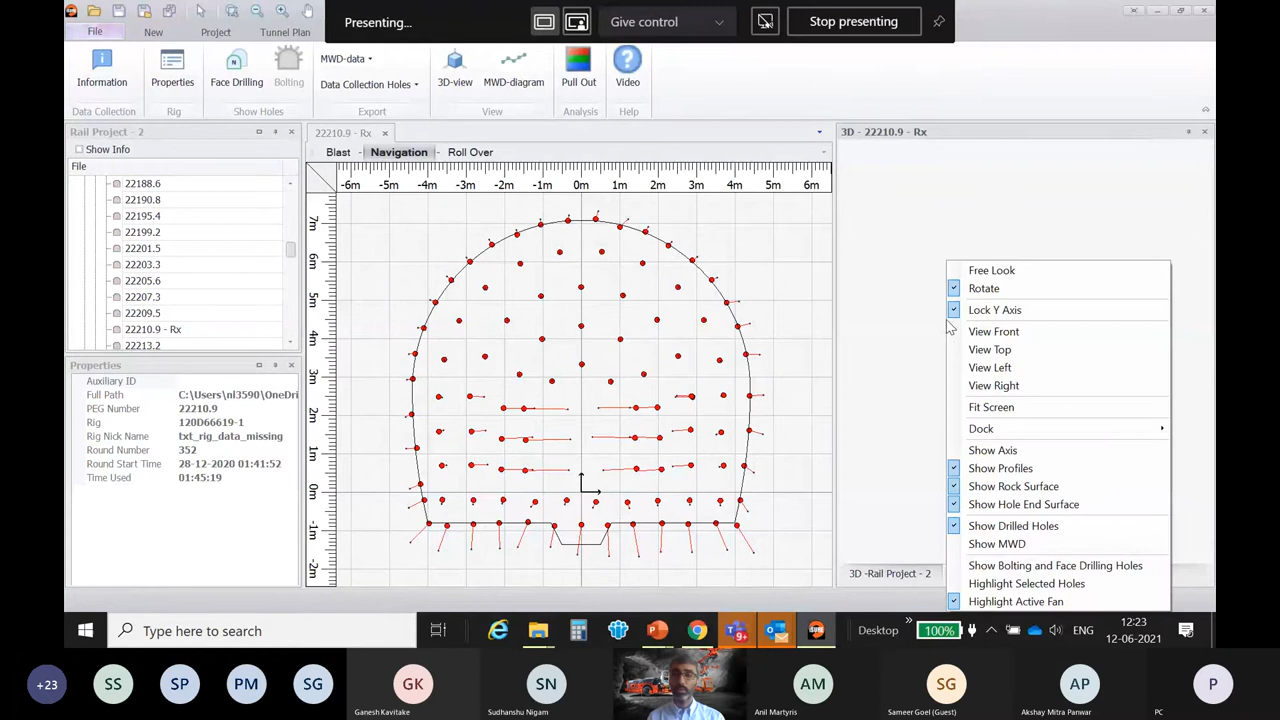 Presenting...
Give control
Stop presenting
File
New
Project
Tunnel Plan
Information
Properties
Face Drilling
Bolting
MWD-data
Data Collection Holes
3D-view
MWD-diagram
Pull Out
Video
Data Collection
Rig
Show Holes
Export
View
Analysis
Help
Rail Project - 2
Show Info
File
22188.6
22190.8
22195.4
22199.2
22201.5
22203.3
22205.6
22207.3
22209.5
22210.9 - Rx
22213.2
Properties
Auxiliary ID
Full Path C:\Users\nl3590\OneDri
PEG Number 22210.9
Rig 120D66619-1
Rig Nick Name txt_rig_data_missing
Round Number 352
Round Start Time 28-12-2020 01:41:52
Time Used 01:45:19
22210.9 - Rx
Blast - Navigation - Roll Over
-6m -5m -4m -3m -2m -1m 0m 1m 2m 3m 4m 5m 6m
7m
6m
5m
4m
3m
2m
1m
0m
-1m
-2m
3D - 22210.9 - Rx
Free Look
Rotate
Lock Y Axis
View Front
View Top
View Left
View Right
Fit Screen
Dock
Show Axis
Show Profiles
Show Rock Surface
Show Hole End Surface
Show Drilled Holes
Show MWD
Show Bolting and Face Drilling Holes
Highlight Selected Holes
Highlight Active Fan
3D -Rail Project - 2
Type here to search
9+
Desktop
100%
ENG
12:23
12-06-2021
+23
SS
SP
PM
SG
GK
Ganesh Kavitake
SN
Sudhanshu Nigam
AM
Anil Martyris
SG
Sameer Goel (Guest)
AP
Akshay Mitra Panwar
P
PC